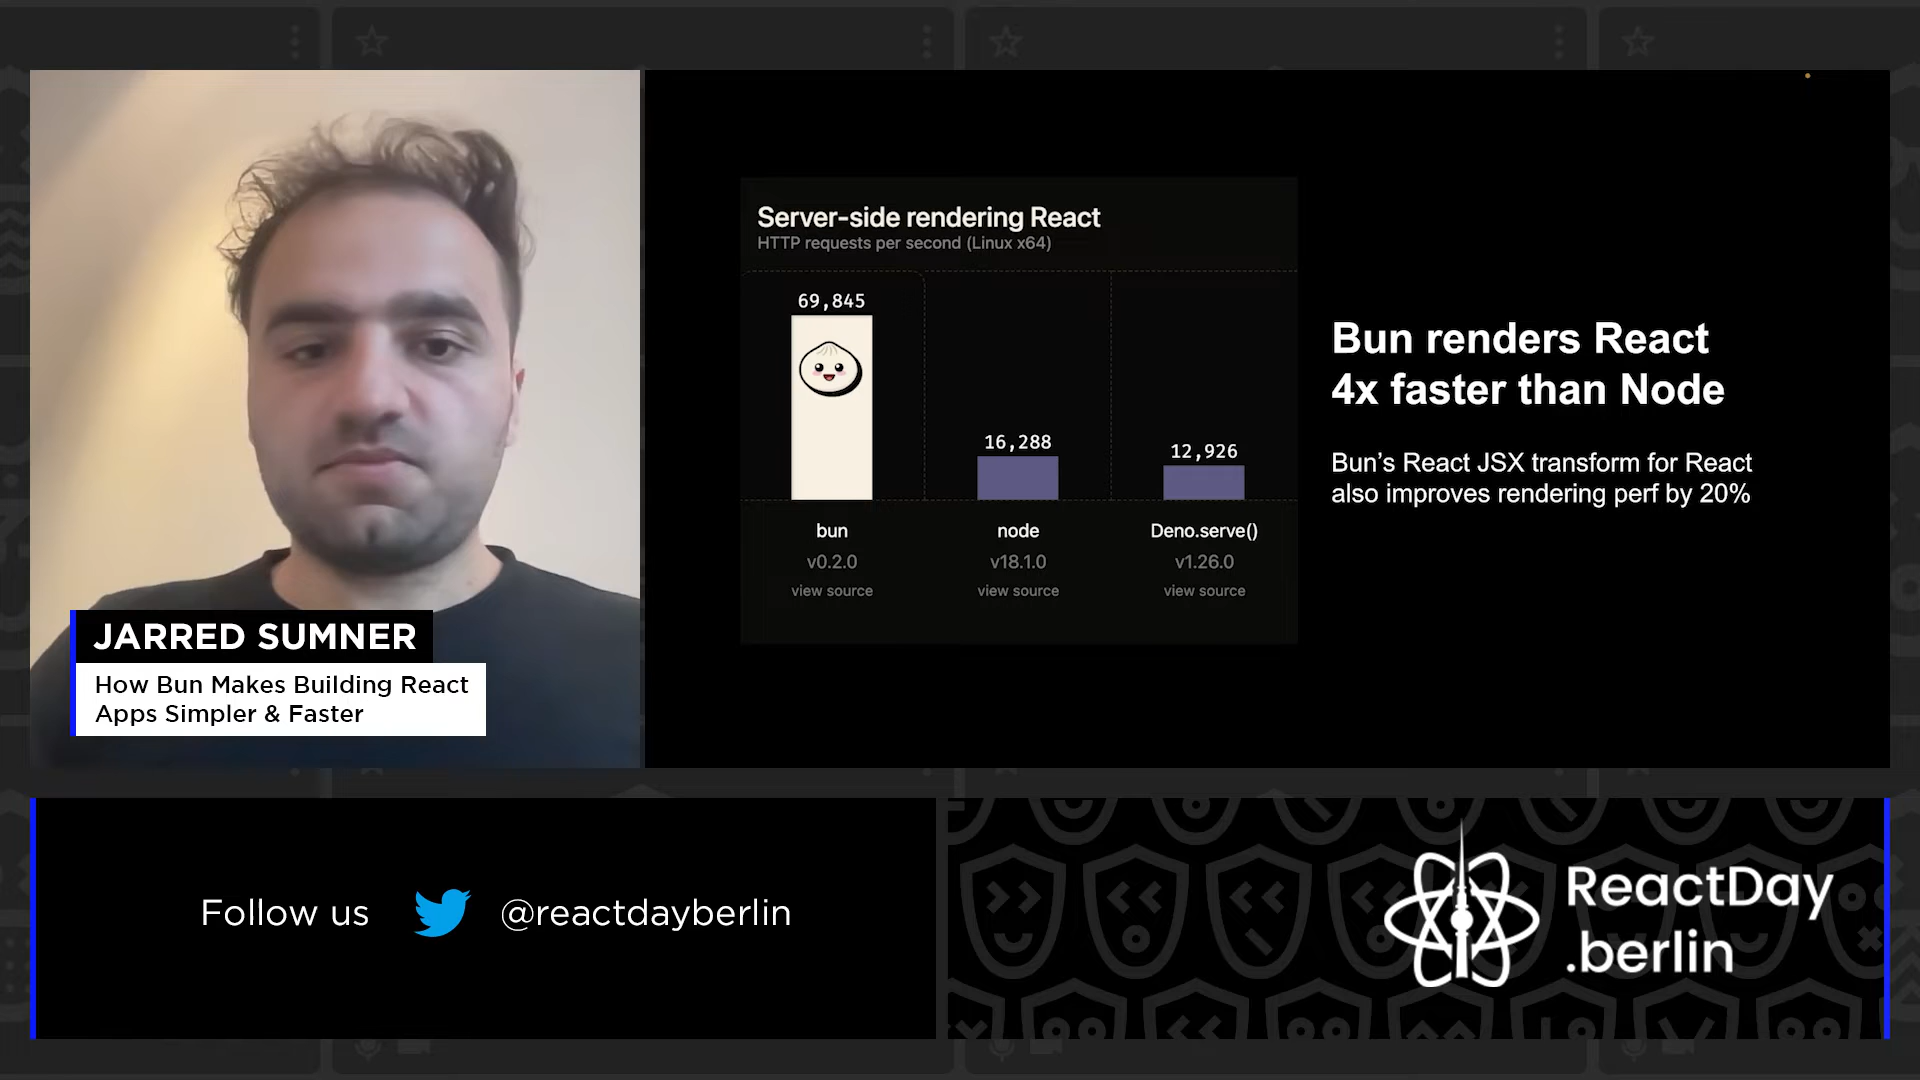 Server-side rendering React
HTTP requests per second (Linux x64)
69,845
16,288
12,926
bun
node
Deno.serve()
v0.2.0
v18.1.0
v1.26.0
view source
view source
view source
Bun renders React
4x faster than Node
Bun’s React JSX transform for React
also improves rendering perf by 20%
JARRED SUMNER
How Bun Makes Building React
Apps Simpler & Faster
Follow us
@reactdayberlin
ReactDay
.berlin